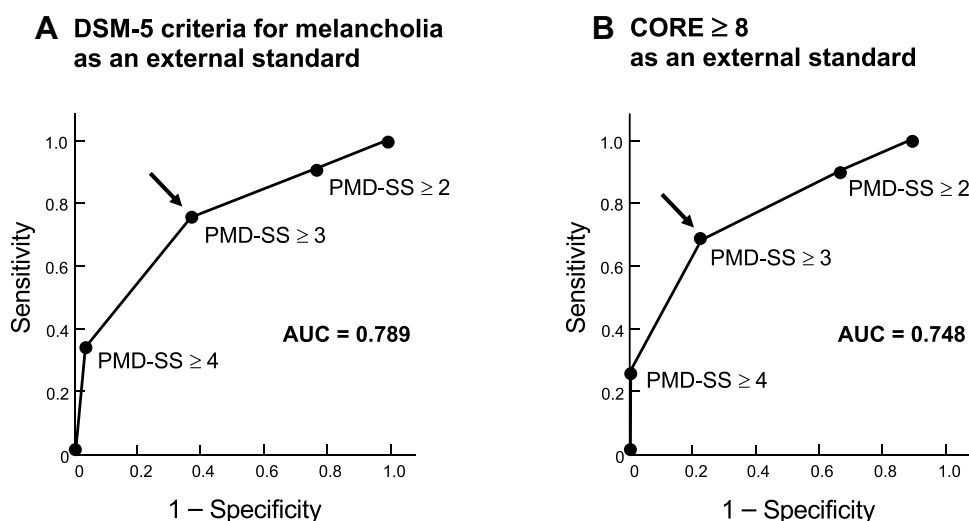 A DSM-5 criteria for melancholia
as an external standard
1.0
0.8
0.6
0.4
0.2
0
Sensitivity
PMD-SS ≥ 2
PMD-SS ≥ 3
AUC = 0.789
PMD-SS ≥ 4
0 0.2 0.4 0.6 0.8 1.0
1 – Specificity
B CORE ≥ 8
as an external standard
1.0
0.8
0.6
0.4
0.2
0
Sensitivity
PMD-SS ≥ 2
PMD-SS ≥ 3
AUC = 0.748
PMD-SS ≥ 4
0 0.2 0.4 0.6 0.8 1.0
1 – Specificity